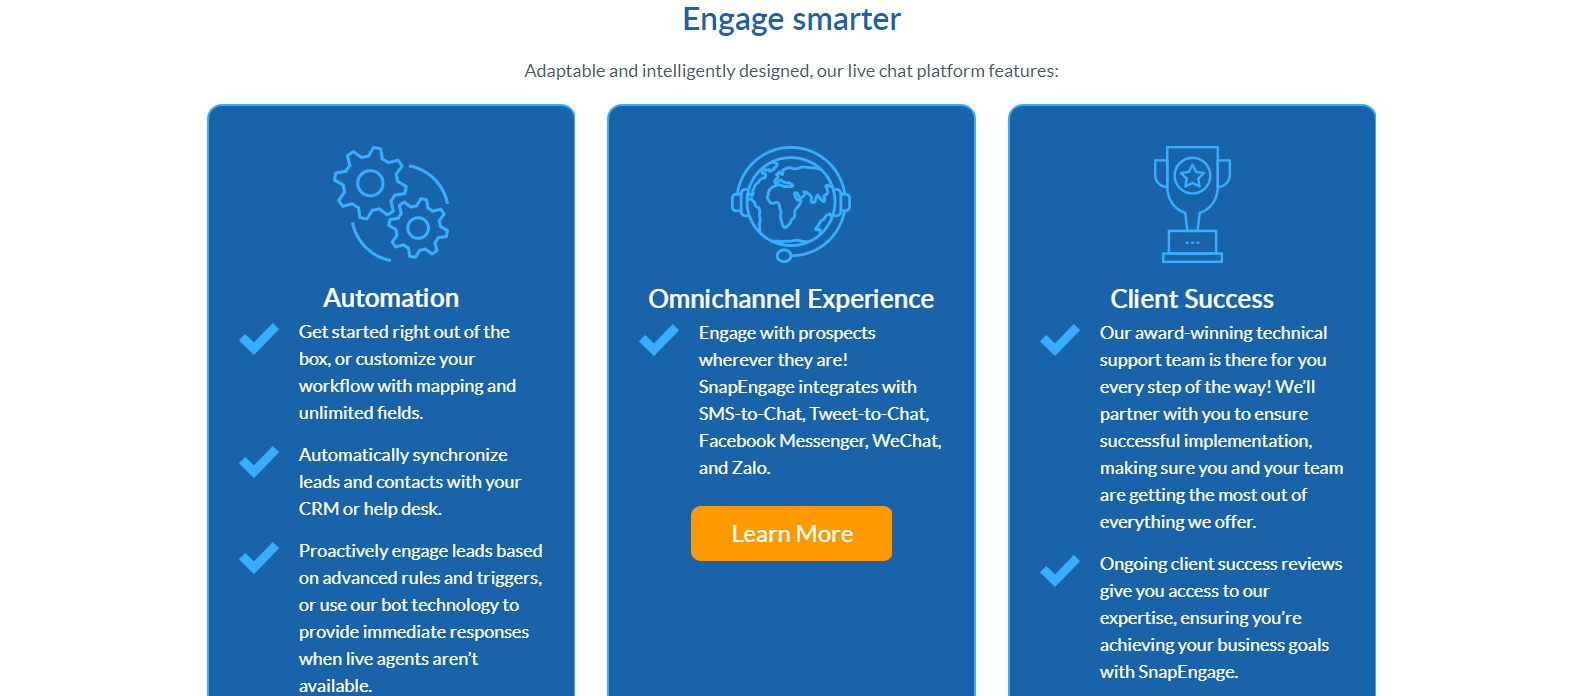 Engage smarter
Adaptable and intelligently designed, our live chat platform features:
Automation
Get started right out of the
box, or customize your
workflow with mapping and
unlimited fields.
Automatically synchronize
leads and contacts with your
CRM or help desk.
Proactively engage leads based
on advanced rules and triggers,
or use our bot technology to
provide immediate responses
when live agents aren't
available.
Omnichannel Experience
Engage with prospects
wherever they are!
SnapEngage integrates with
SMS-to-Chat, Tweet-to-Chat,
Facebook Messenger, WeChat,
and Zalo.
Learn More
Client Success
Our award-winning technical
support team is there for you
every step of the way! We’ll
partner with you to ensure
successful implementation,
making sure you and your team
are getting the most out of
everything we offer.
Ongoing client success reviews
give you access to our
expertise, ensuring you’re
achieving your business goals
with SnapEngage.